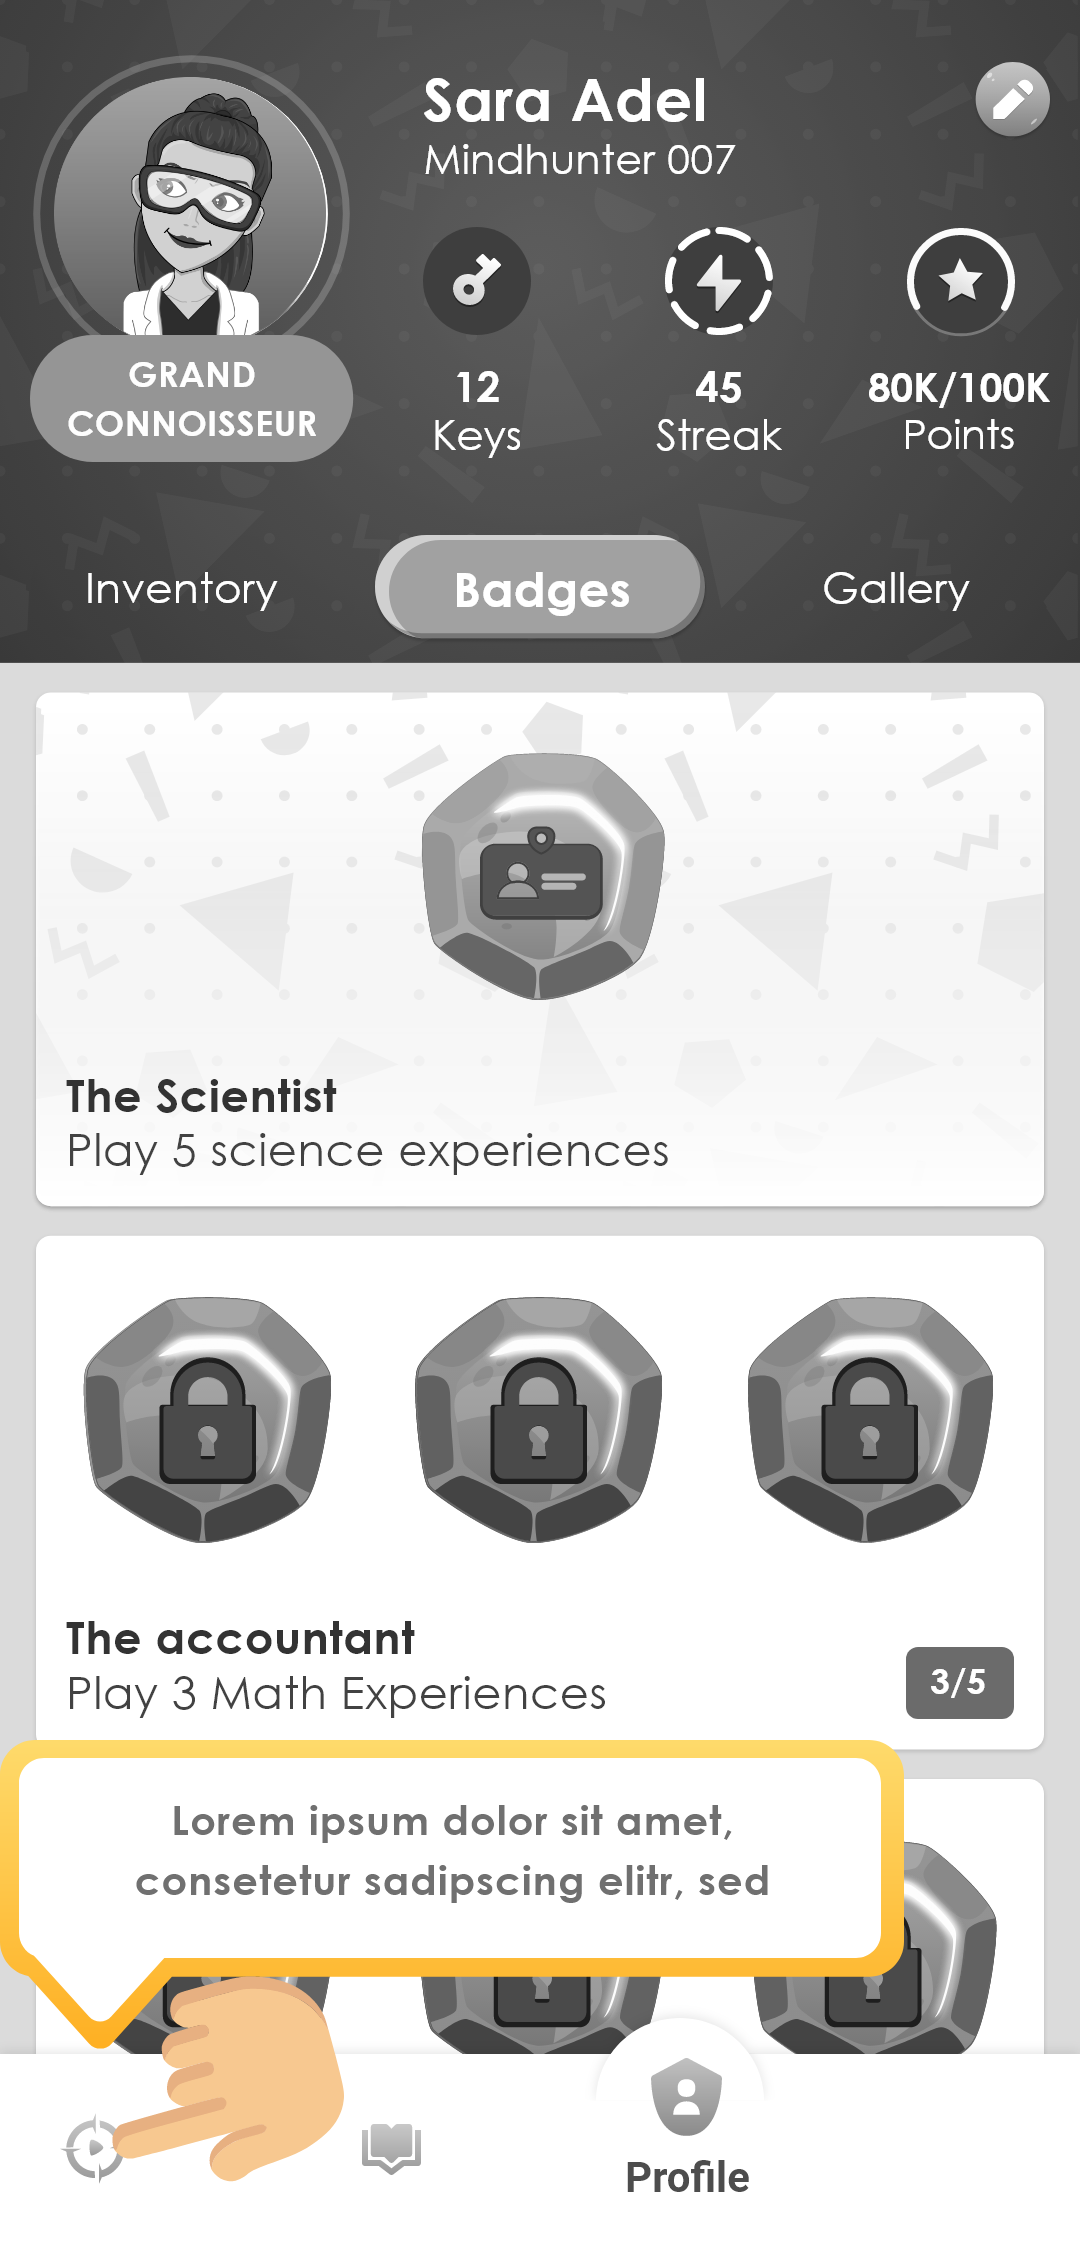 Sara Adel
Mindhunter 007
GRAND
CONNOISSEUR
12
Keys
45
Streak
80K/100K
Points
Inventory
Badges
Gallery
The Scientist
Play 5 science experiences
The accountant
Play 3 Math Experiences
3/5
Lorem ipsum dolor sit amet,
consetetur sadipscing elitr, sed
Profile